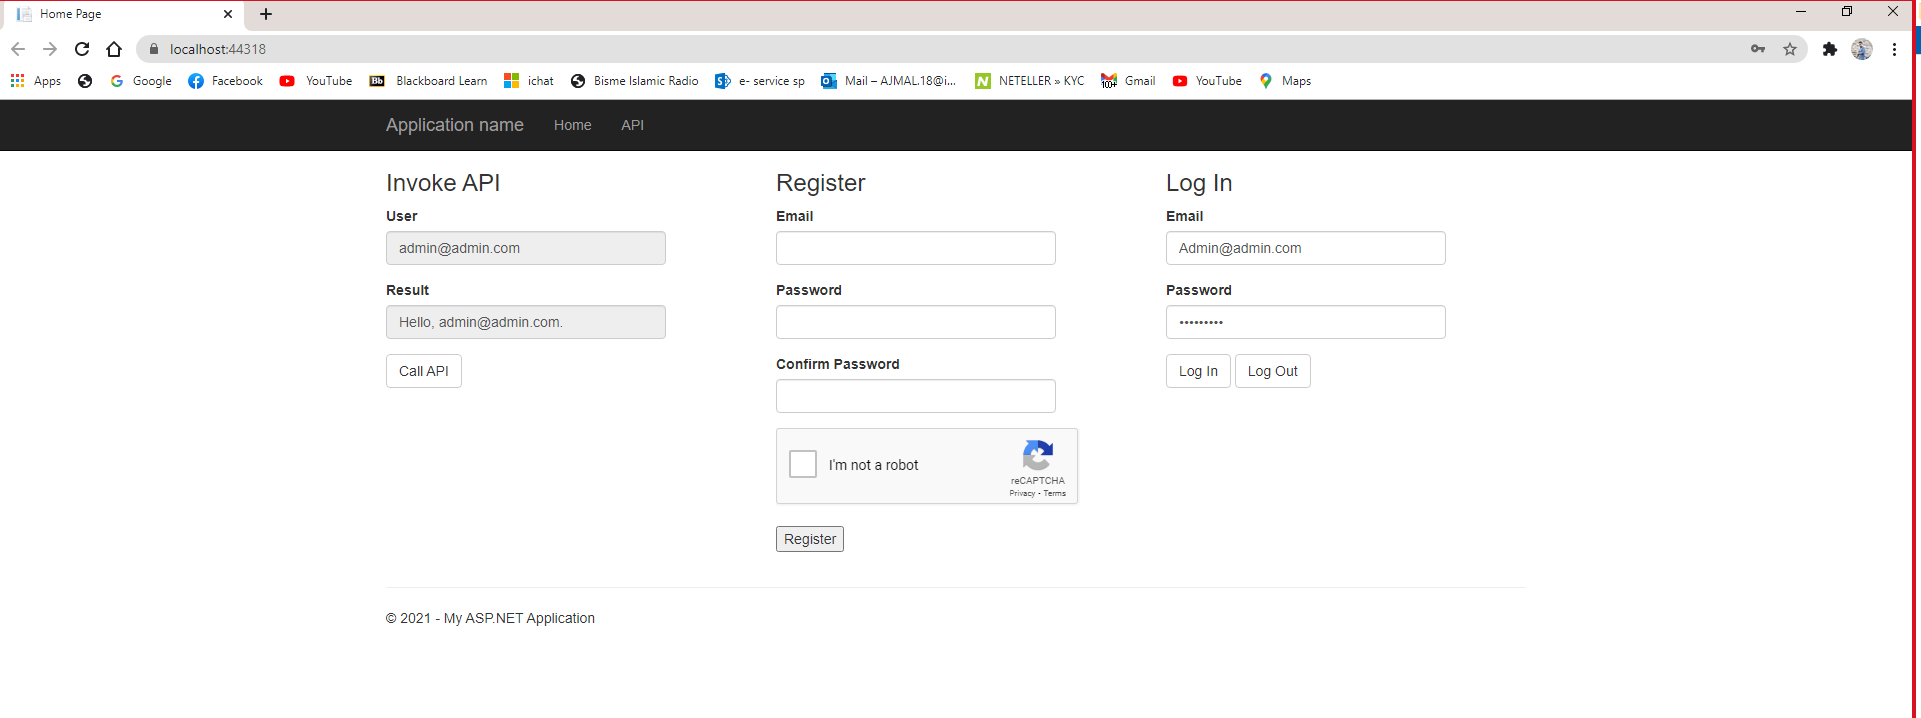 Home Page
localhost:44318
Apps Google Facebook YouTube Bb Blackboard Learn ichat Bisme Islamic Radio e- service sp Mail – AJMAL.18@i... N NETELLER » KYC 100+ Gmail YouTube Maps
Application name Home API
Invoke API
User
admin@admin.com
Result
Hello, admin@admin.com.
Call API
Register
Email
Password
Confirm Password
I'm not a robot
reCAPTCHA
Privacy - Terms
Register
Log In
Email
Admin@admin.com
Password
•••••••••
Log In Log Out
© 2021 - My ASP.NET Application